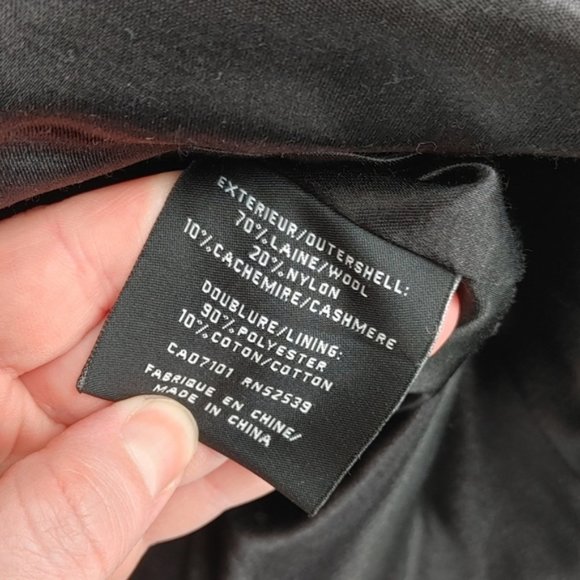 EXTERIEUR/OUTERSHELL:
70%LAINE/WOOL
20%NYLON
10%CACHEMIRE/CASHMERE
DOUBLURE/LINING:
90%POLYESTER
10%COTON/COTTON
CAD7101 RN52539
FABRIQUE EN CHINE/
MADE IN CHINA